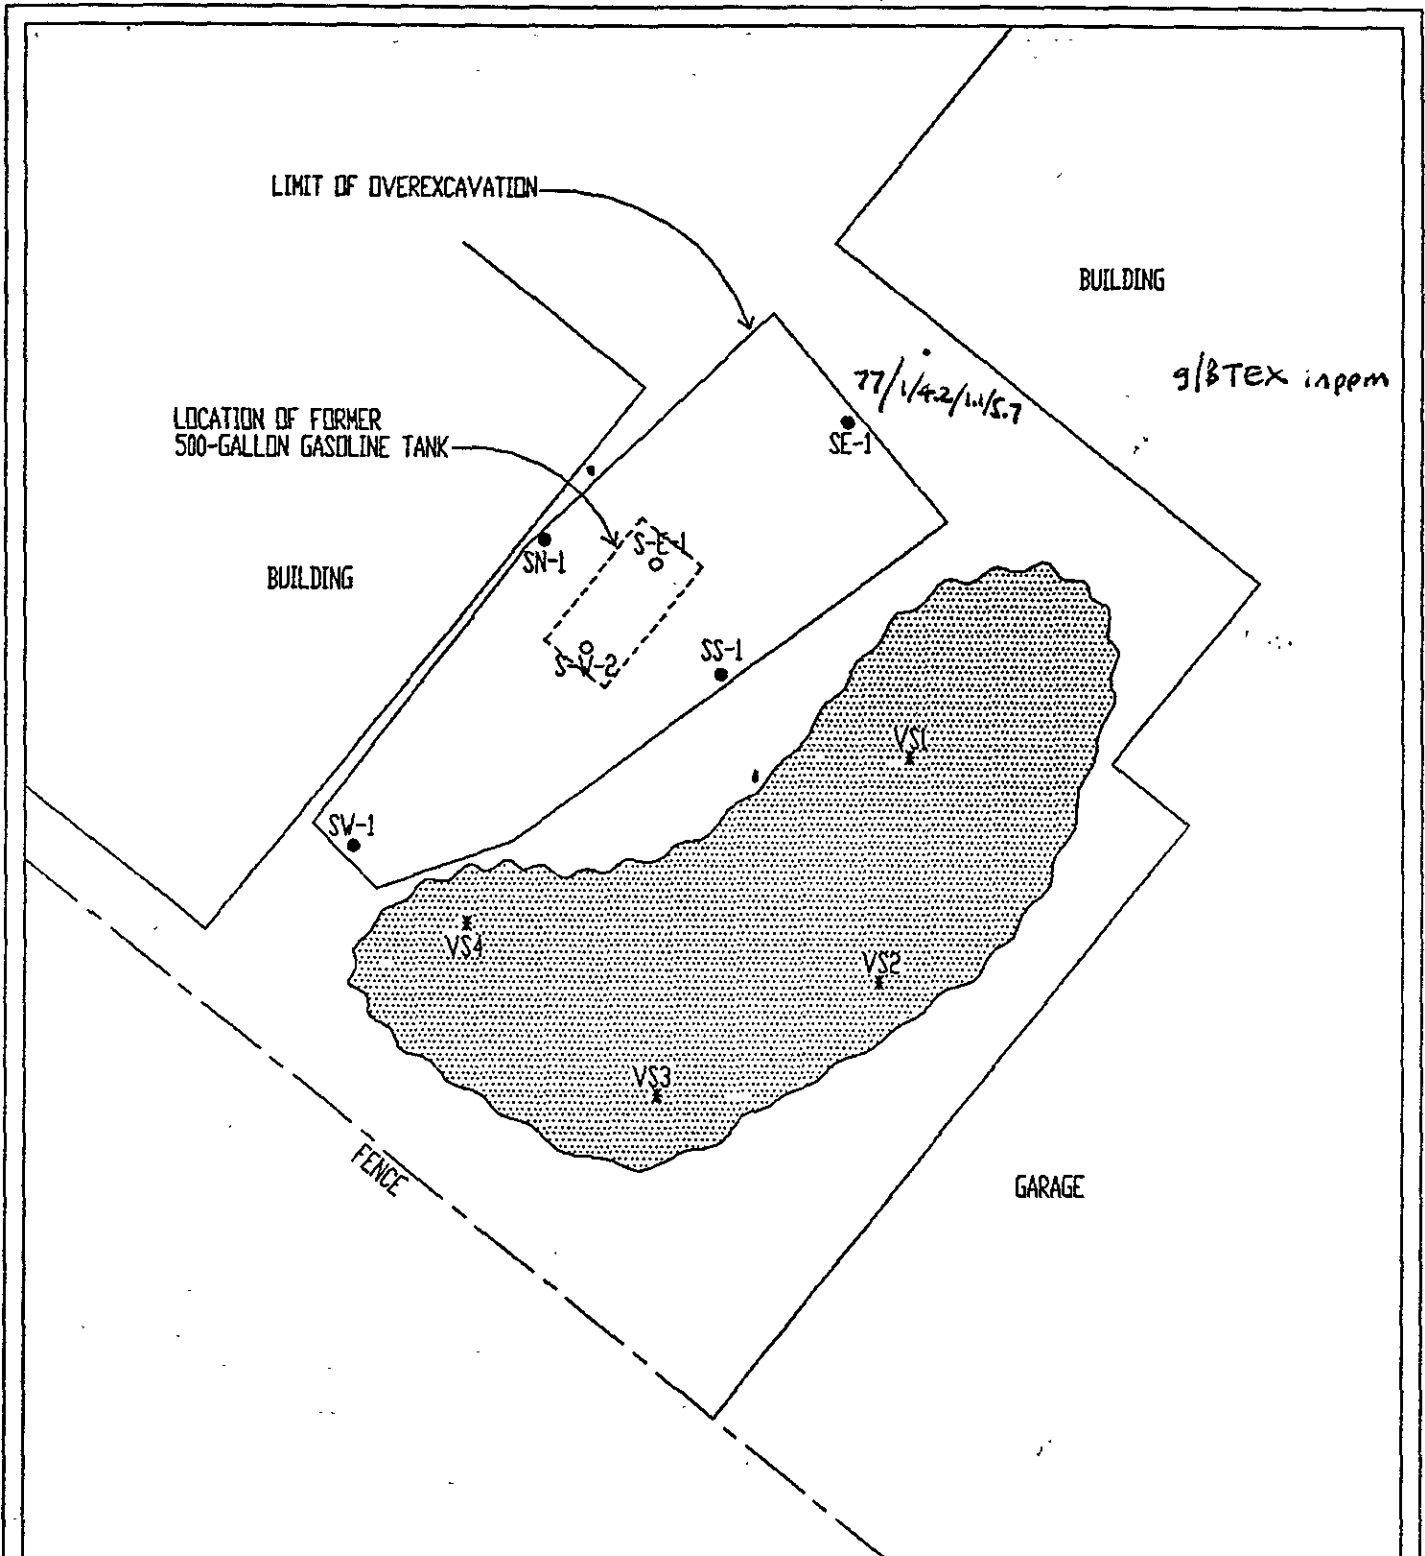 LIMIT OF OVEREXCAVATION
BUILDING
77/1/4.2/1.1/5.7
g/BTEX in ppm
LOCATION OF FORMER
500-GALLON GASOLINE TANK
SE-1
SN-1
S-E-1
BUILDING
SS-1
S-W-2
VS1
SW-1
VS4
VS2
VS3
FENCE
GARAGE